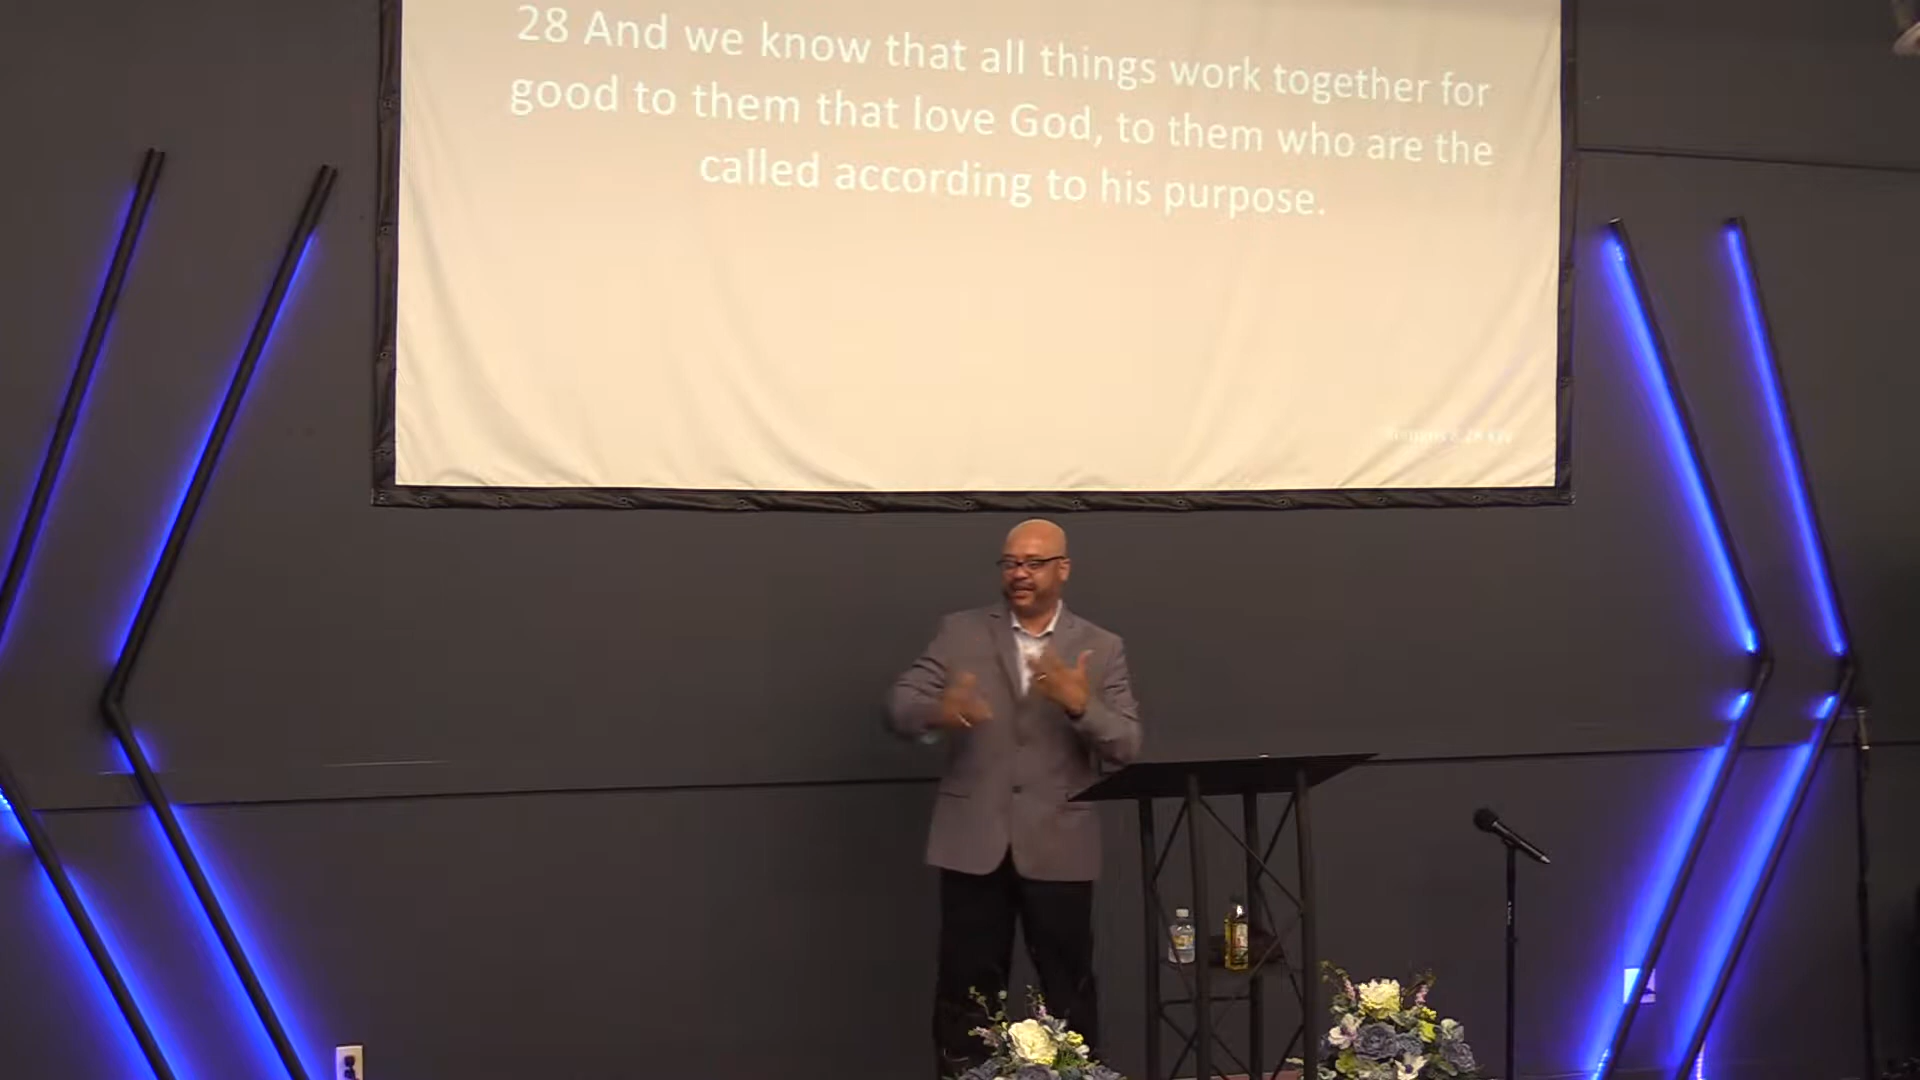 28 And we know that all things work together for
good to them that love God, to them who are the
called according to his purpose.